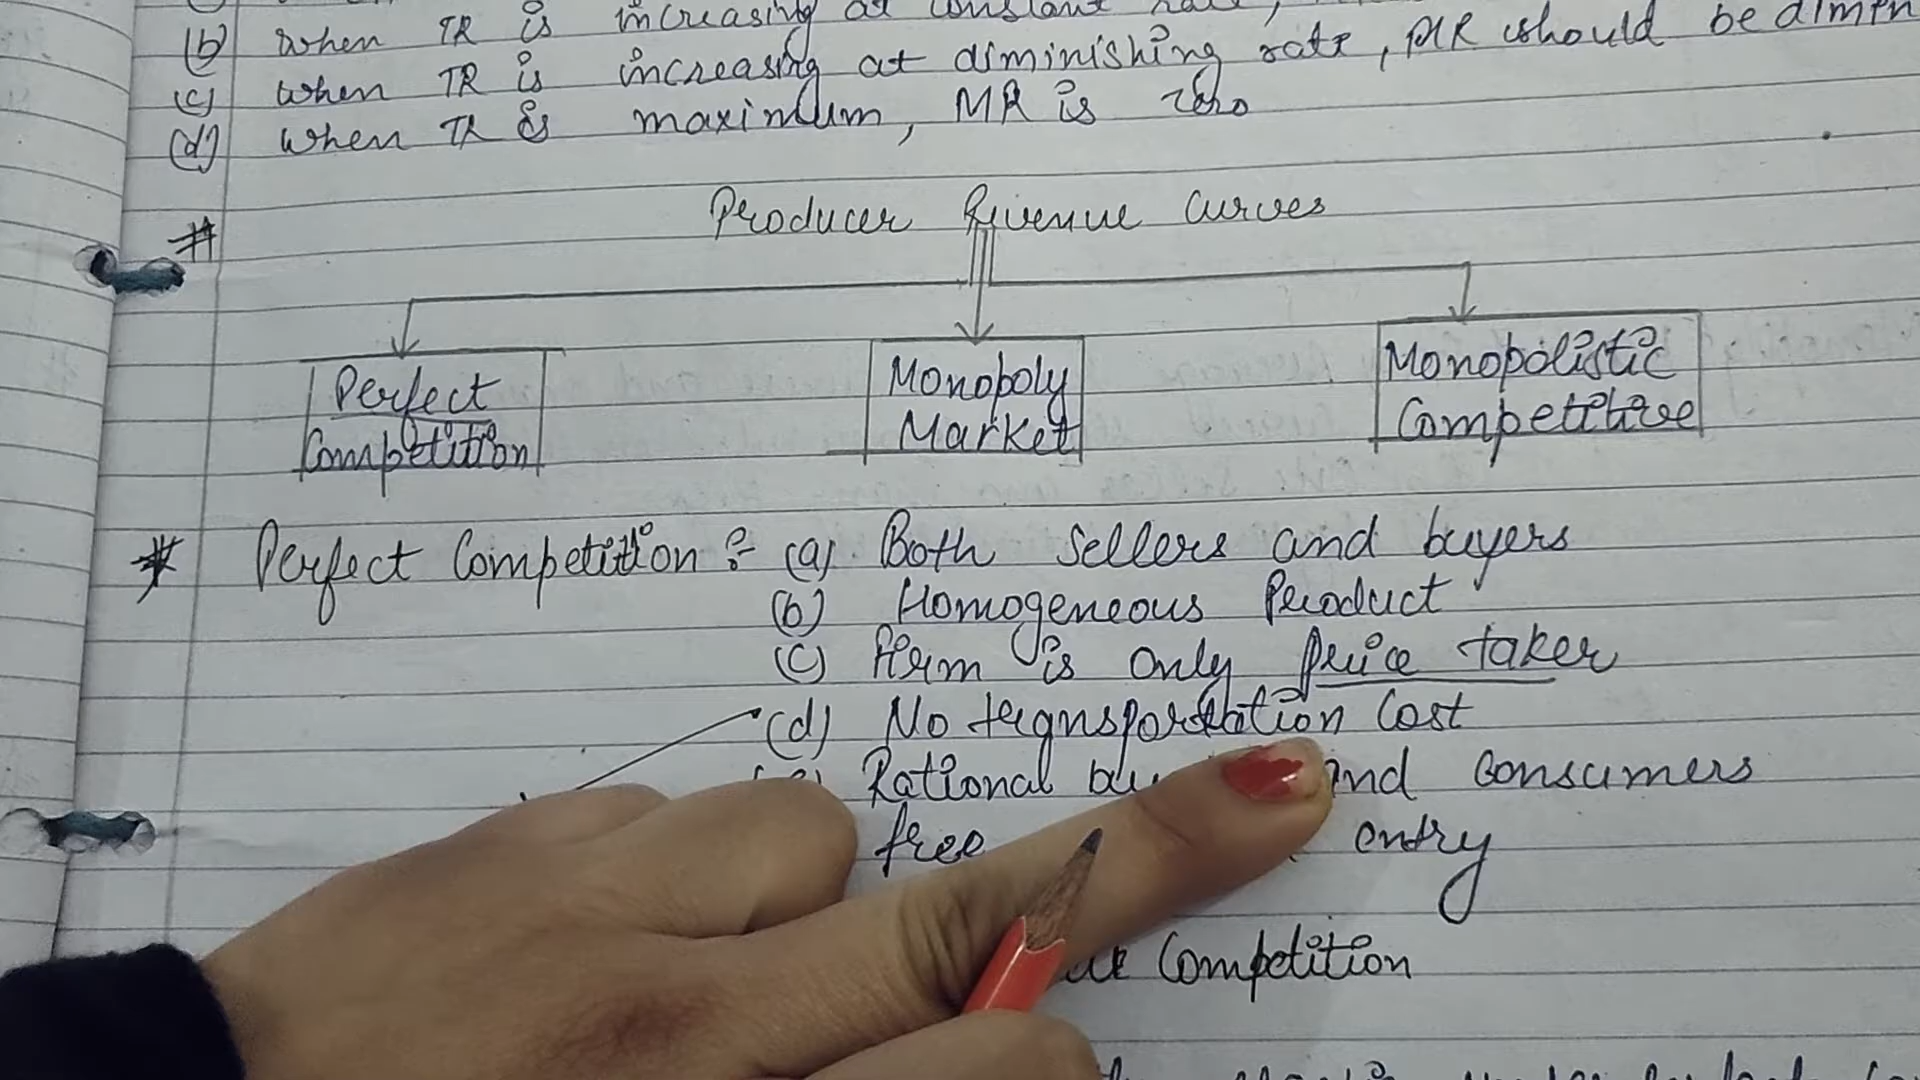 increasing at constant rate,
(b) when TR is increasing at diminishing rate, MR should be dimin
(c) when TR is maximum, MR is zero
(d) when TR is
# Producer Revenue Curves
Perfect Competition
Monopoly Market
Monopolistic Competitive
* Perfect Competition :- (a) Both Sellers and buyers
(b) Homogeneous Product
(c) Firm is only price taker
(d) No transportation Cost
Rational and consumers
free entry
Competition